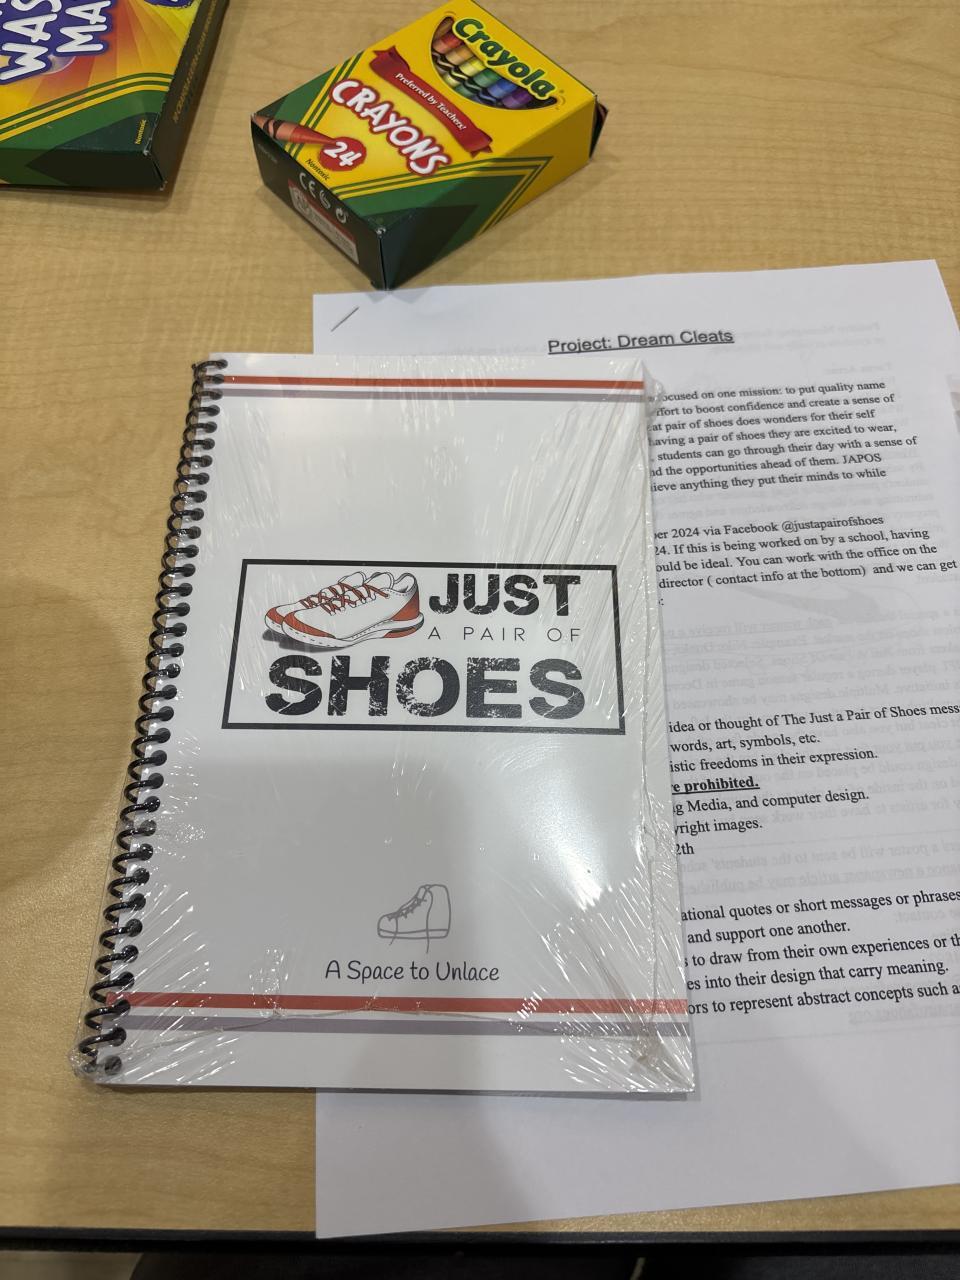 WAS
MA
Nontoxic
Crayola
Preferred by Teachers!
CRAYONS
24
Nontoxic
CE
Project: Dream Cleats
focused on one mission: to put quality name
effort to boost confidence and create a sense of
at pair of shoes does wonders for their self
having a pair of shoes they are excited to wear,
students can go through their day with a sense of
nd the opportunities ahead of them. JAPOS
ieve anything they put their minds to while
ber 2024 via Facebook @justapairofshoes
24. If this is being worked on by a school, having
ould be ideal. You can work with the office on the
director ( contact info at the bottom) and we can get
:
idea or thought of The Just a Pair of Shoes mess
words, art, symbols, etc.
istic freedoms in their expression.
e prohibited.
g Media, and computer design.
yright images.
2th
ational quotes or short messages or phrases
and support one another.
s to draw from their own experiences or th
es into their design that carry meaning.
ors to represent abstract concepts such a
JUST
A PAIR OF
SHOES
A Space to Unlace